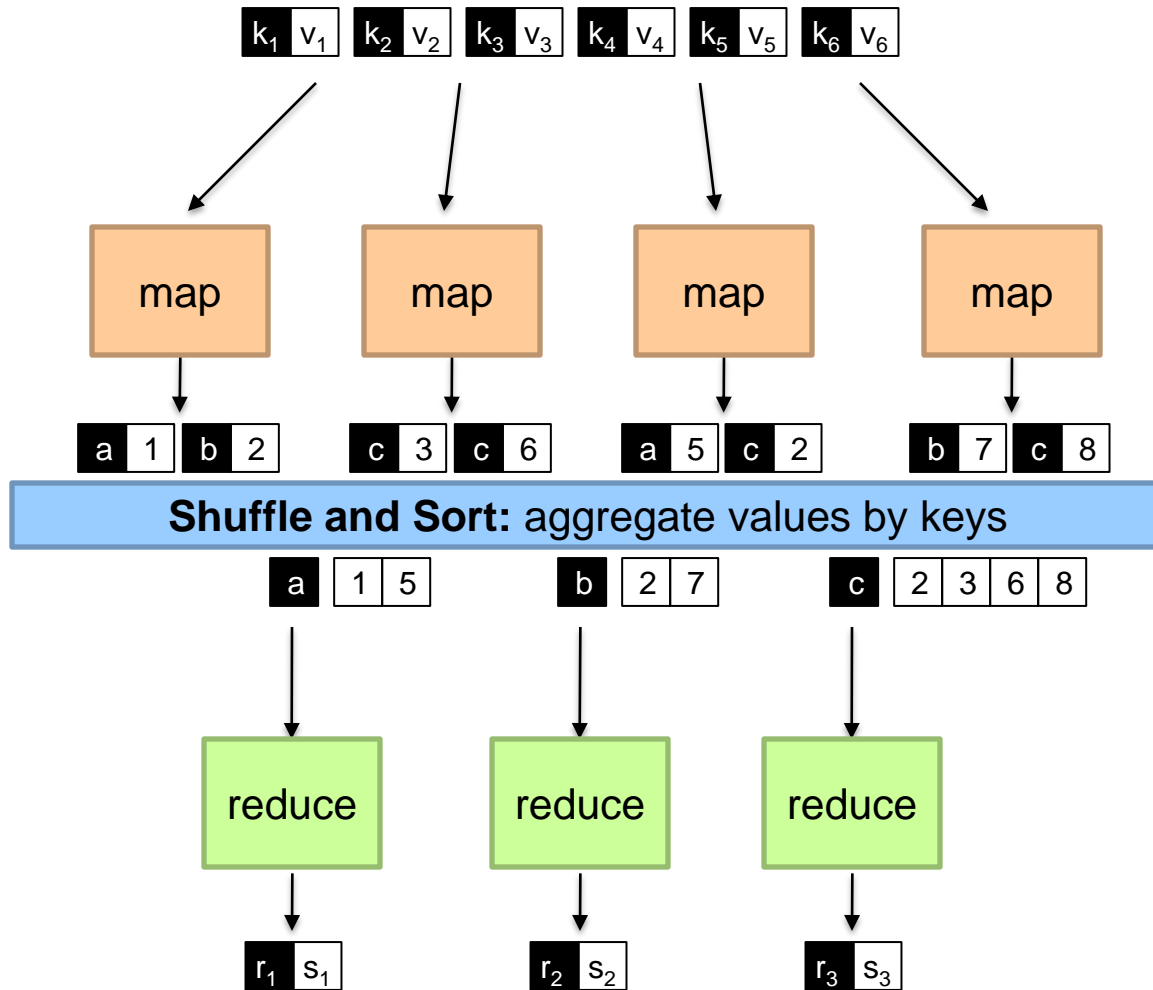 k₁ v₁ k₂ v₂ k₃ v₃ k₄ v₄ k₅ v₅ k₆ v₆
map map map map
a 1 b 2 c 3 c 6 a 5 c 2 b 7 c 8
Shuffle and Sort: aggregate values by keys
a 1 5 b 2 7 c 2 3 6 8
reduce reduce reduce
r₁ s₁ r₂ s₂ r₃ s₃